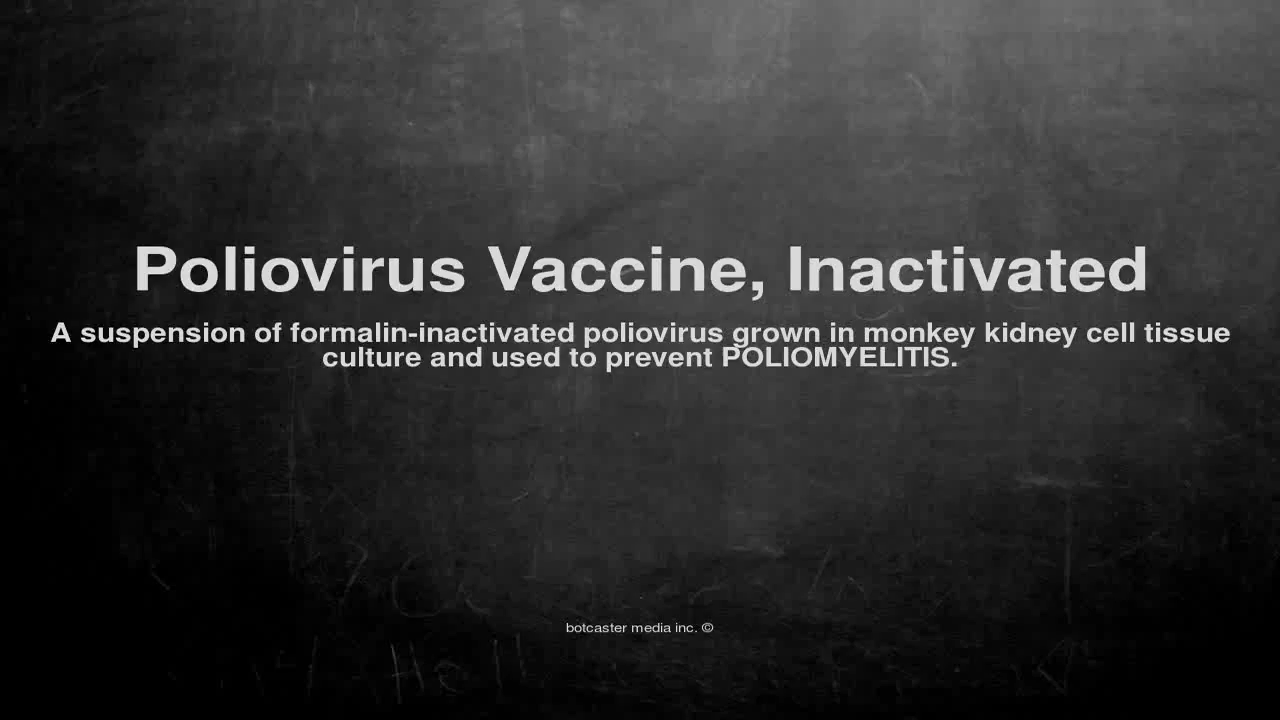 Poliovirus Vaccine, Inactivated
A suspension of formalin-inactivated poliovirus grown in monkey kidney cell tissue
culture and used to prevent POLIOMYELITIS.
botcaster media inc. ©